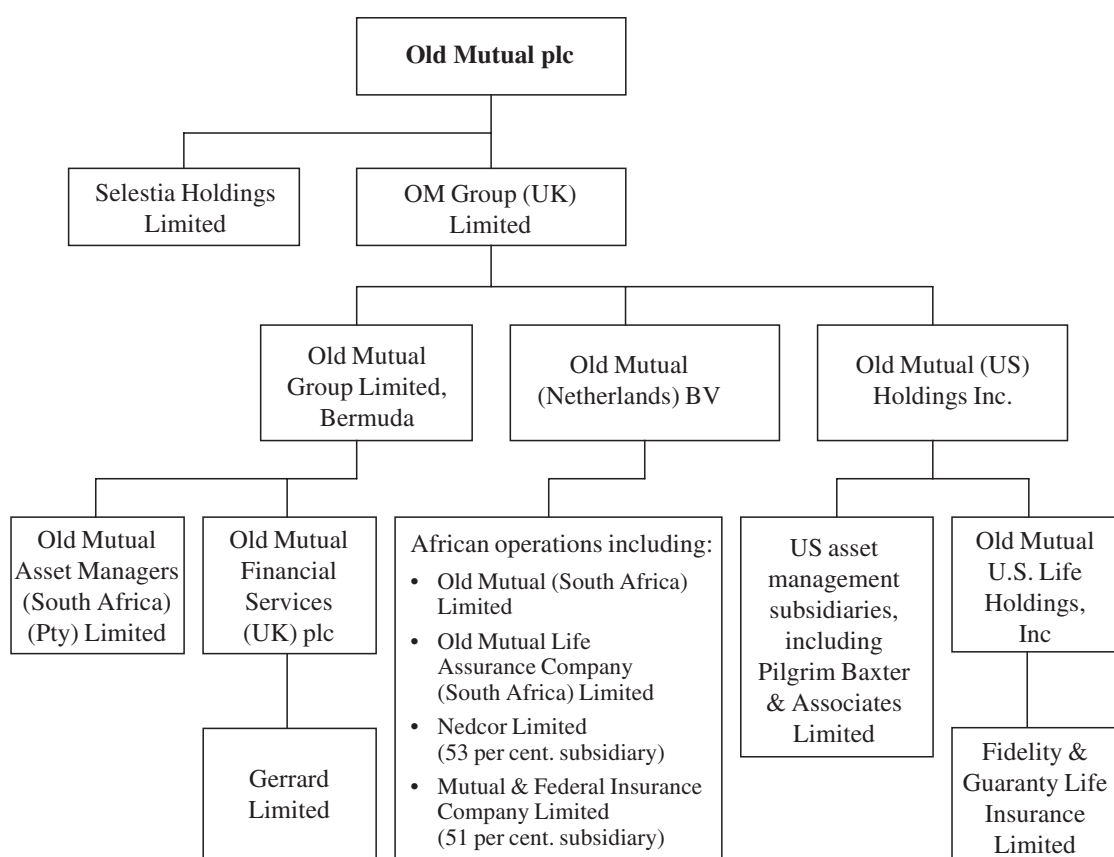 Old Mutual plc
Selestia Holdings
Limited
OM Group (UK)
Limited
Old Mutual
Group Limited,
Bermuda
Old Mutual
(Netherlands) BV
Old Mutual (US)
Holdings Inc.
Old Mutual
Asset Managers
(South Africa)
(Pty) Limited
Old Mutual
Financial
Services
(UK) plc
African operations including:
• Old Mutual (South Africa)
Limited
• Old Mutual Life
Assurance Company
(South Africa) Limited
• Nedcor Limited
(53 per cent. subsidiary)
• Mutual & Federal Insurance
Company Limited
(51 per cent. subsidiary)
US asset
management
subsidiaries,
including
Pilgrim Baxter
& Associates
Limited
Old Mutual
U.S. Life
Holdings,
Inc
Gerrard
Limited
Fidelity &
Guaranty Life
Insurance
Limited